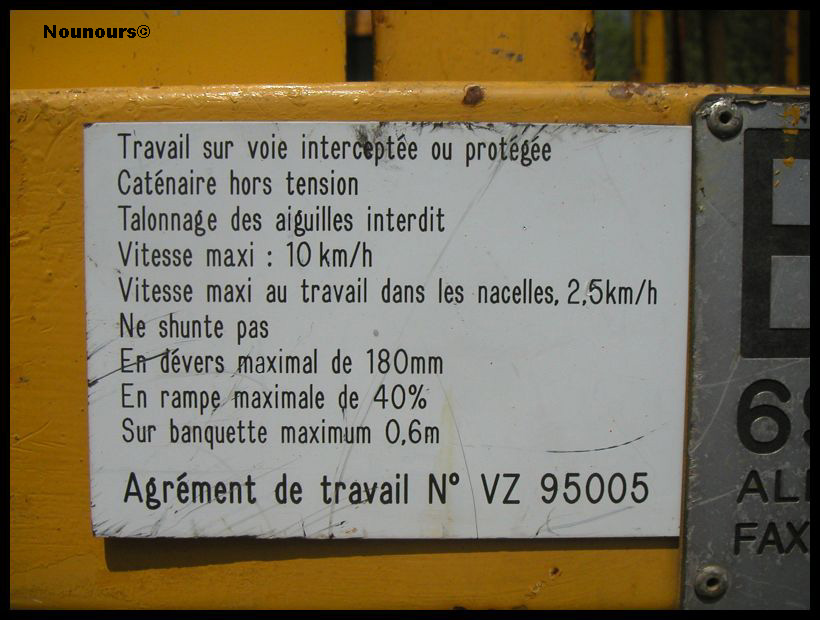 Nounours©
Travail sur voie interceptée ou protégée
Caténaire hors tension
Talonnage des aiguilles interdit
Vitesse maxi : 10 km/h
Vitesse maxi au travail dans les nacelles, 2,5km/h
Ne shunte pas
En dévers maximal de 180mm
En rampe maximale de 40%
Sur banquette maximum 0,6m
Agrément de travail N° VZ 95005
FAX